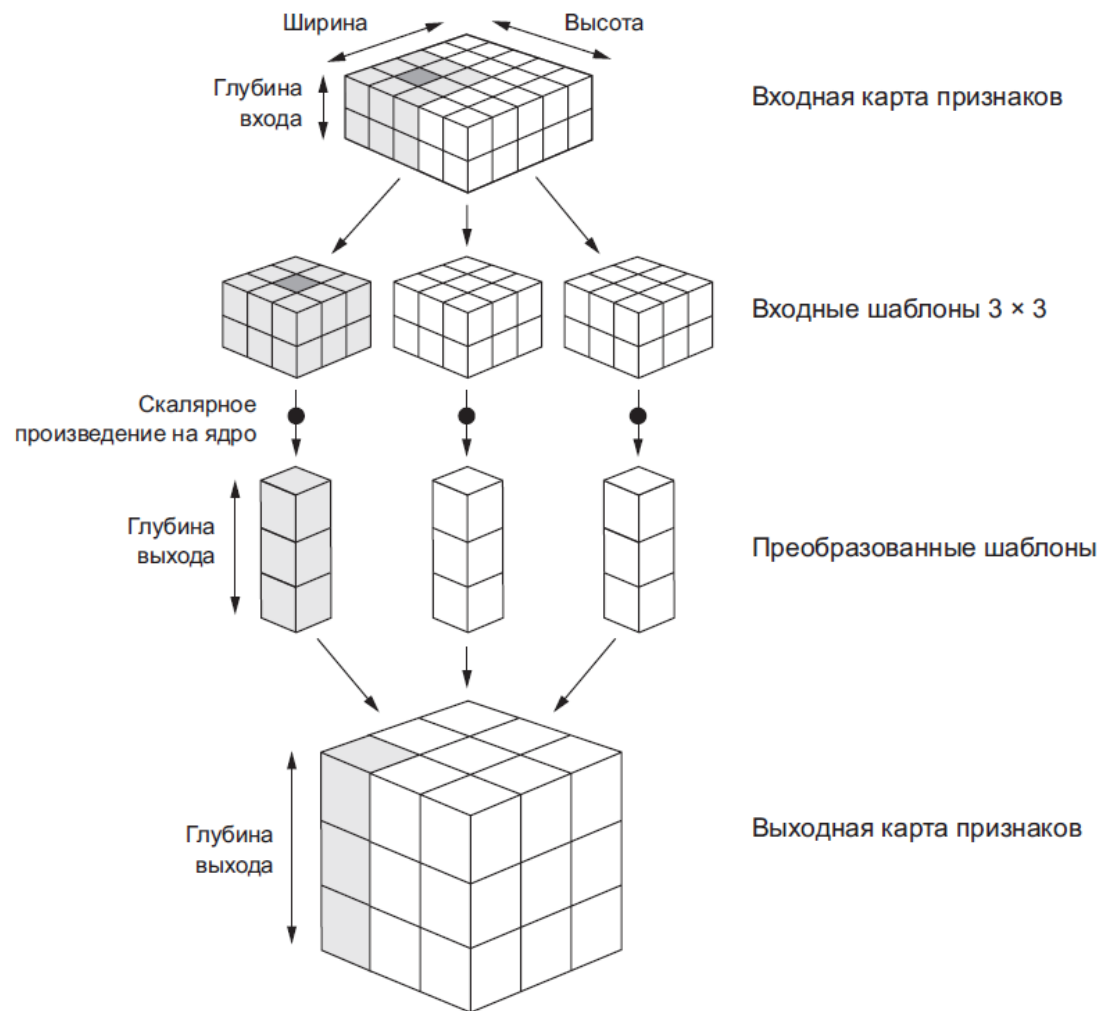 Ширина
Высота
Глубина
входа
Входная карта признаков
Входные шаблоны 3 × 3
Скалярное
произведение на ядро
Глубина
выхода
Преобразованные шаблоны
Глубина
выхода
Выходная карта признаков